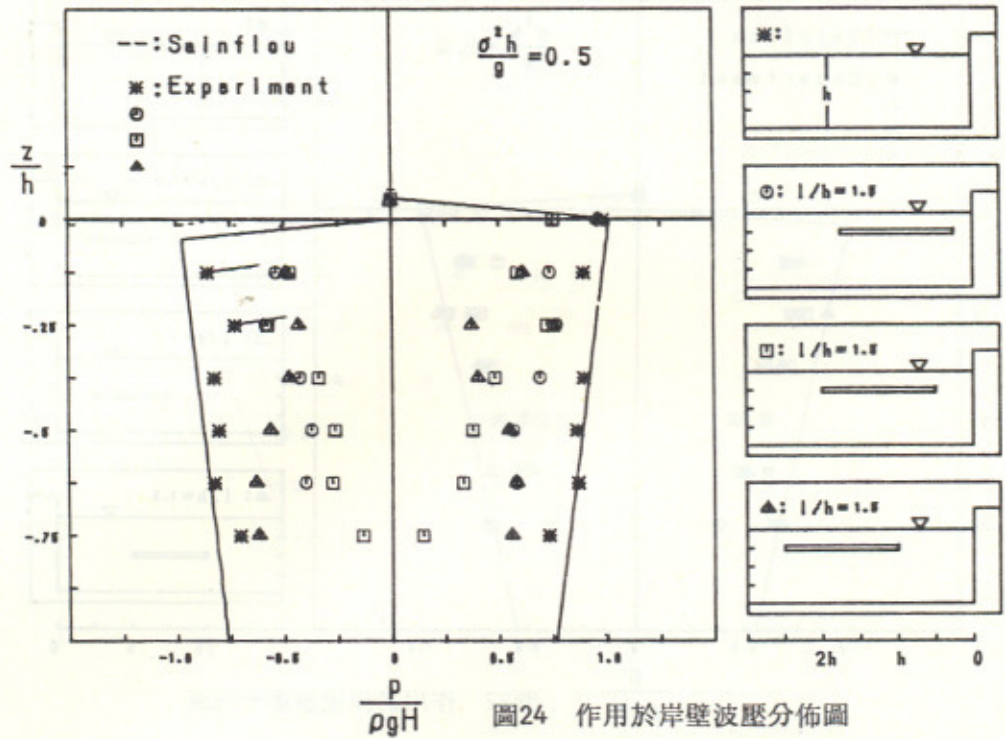 --: Sainflou
σ²h/g =0.5
✳: Experiment
z/h
0
-.25
-.5
-.75
-1.0 -0.5 0 0.5 1.0
p/ρgH
圖24 作用於岸壁波壓分佈圖
✳:
h
⊙: l/h=1.5
⊡: l/h=1.5
▲: l/h=1.5
2h h 0